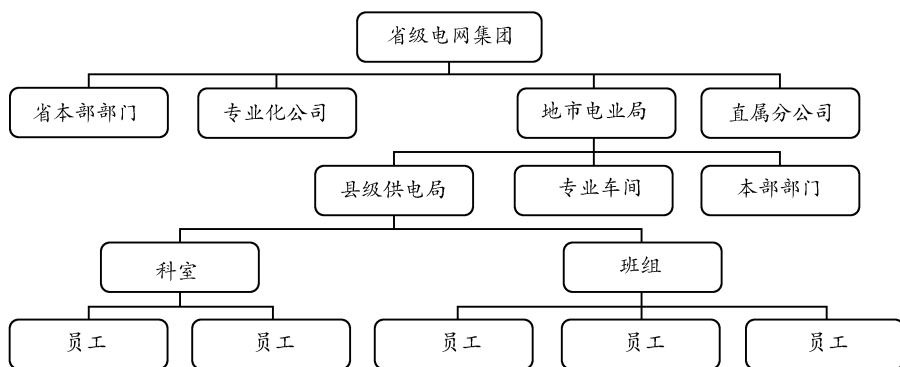 省级电网集团
省本部部门
专业化公司
地市电业局
直属分公司
县级供电局
专业车间
本部部门
科室
班组
员工
员工
员工
员工
员工